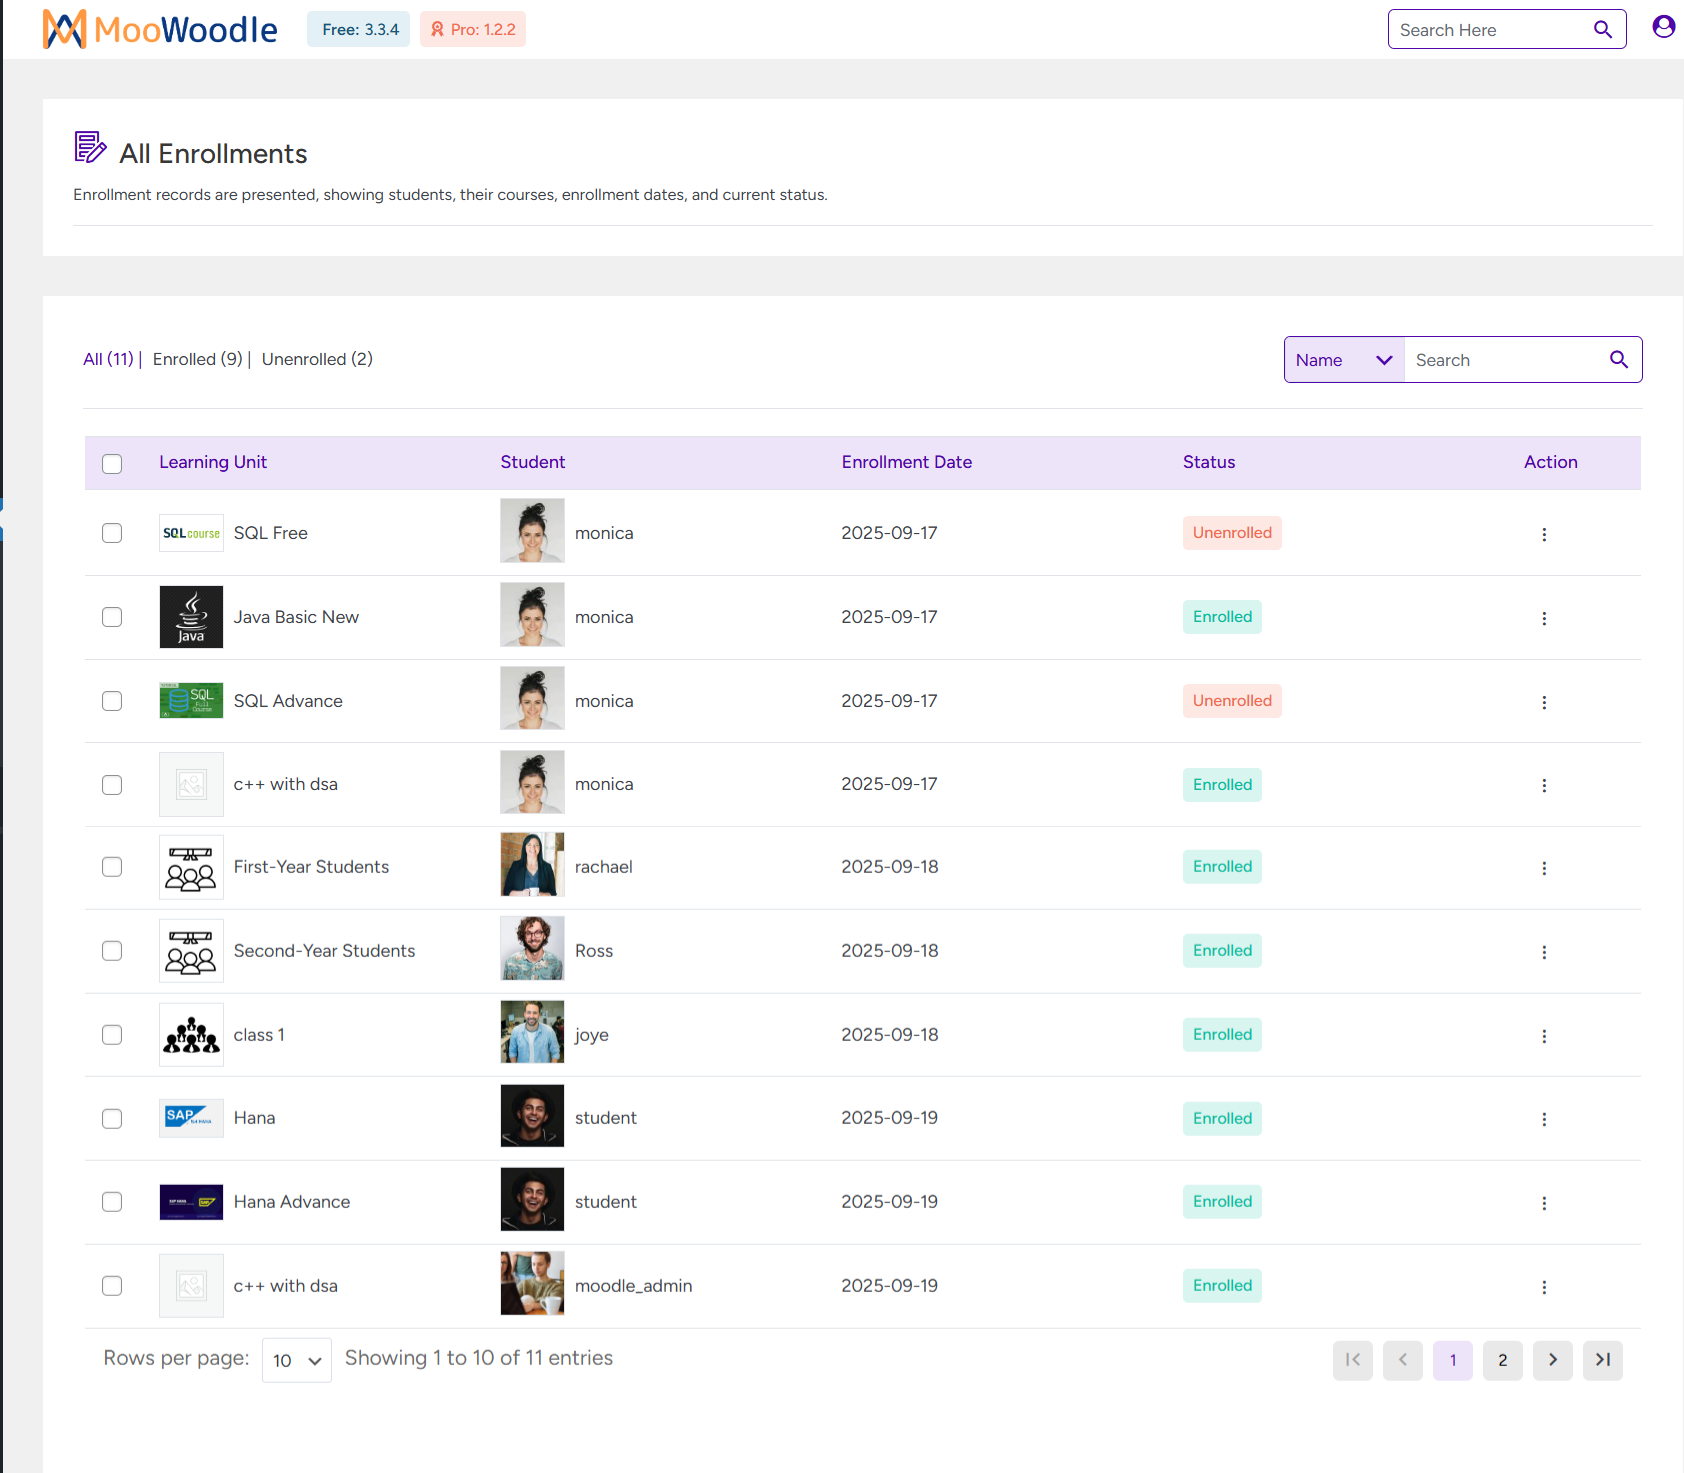 MooWoodle Free: 3.3.4 Pro: 1.2.2 Search Here
All Enrollments
Enrollment records are presented, showing students, their courses, enrollment dates, and current status.
All (11) | Enrolled (9) | Unenrolled (2) Name Search
Learning Unit Student Enrollment Date Status Action
SQL course SQL Free monica 2025-09-17 Unenrolled
Java Java Basic New monica 2025-09-17 Enrolled
SQL Full Course SQL Advance monica 2025-09-17 Unenrolled
c++ with dsa monica 2025-09-17 Enrolled
First-Year Students rachael 2025-09-18 Enrolled
Second-Year Students Ross 2025-09-18 Enrolled
class 1 joye 2025-09-18 Enrolled
SAP Hana student 2025-09-19 Enrolled
SAP HANA SAP Hana Advance student 2025-09-19 Enrolled
c++ with dsa moodle_admin 2025-09-19 Enrolled
Rows per page: 10 Showing 1 to 10 of 11 entries 1 2